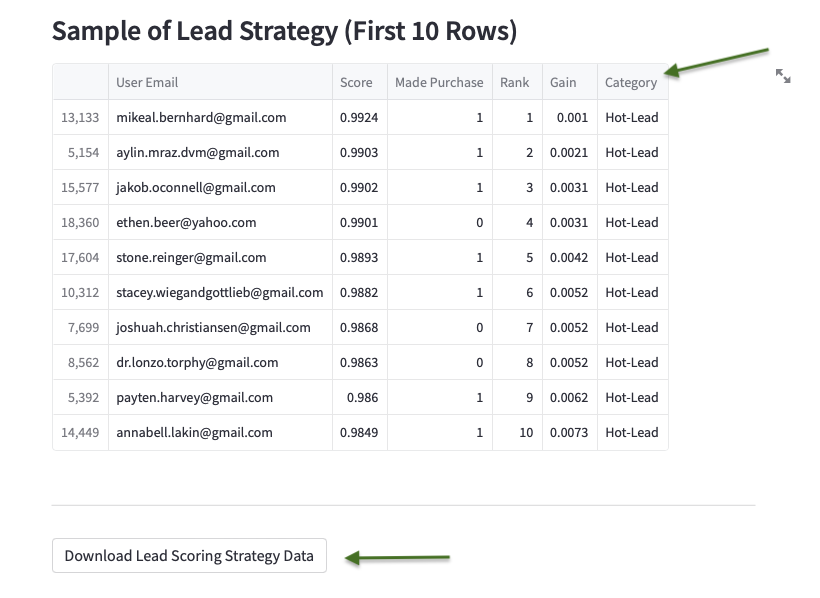 Sample of Lead Strategy (First 10 Rows)
User Email Score Made Purchase Rank Gain Category
13,133 mikeal.bernhard@gmail.com 0.9924 1 1 0.001 Hot-Lead
5,154 aylin.mraz.dvm@gmail.com 0.9903 1 2 0.0021 Hot-Lead
15,577 jakob.oconnell@gmail.com 0.9902 1 3 0.0031 Hot-Lead
18,360 ethen.beer@yahoo.com 0.9901 0 4 0.0031 Hot-Lead
17,604 stone.reinger@gmail.com 0.9893 1 5 0.0042 Hot-Lead
10,312 stacey.wiegandgottlieb@gmail.com 0.9882 1 6 0.0052 Hot-Lead
7,699 joshuah.christiansen@gmail.com 0.9868 0 7 0.0052 Hot-Lead
8,562 dr.lonzo.torphy@gmail.com 0.9863 0 8 0.0052 Hot-Lead
5,392 payten.harvey@gmail.com 0.986 1 9 0.0062 Hot-Lead
14,449 annabell.lakin@gmail.com 0.9849 1 10 0.0073 Hot-Lead
Download Lead Scoring Strategy Data